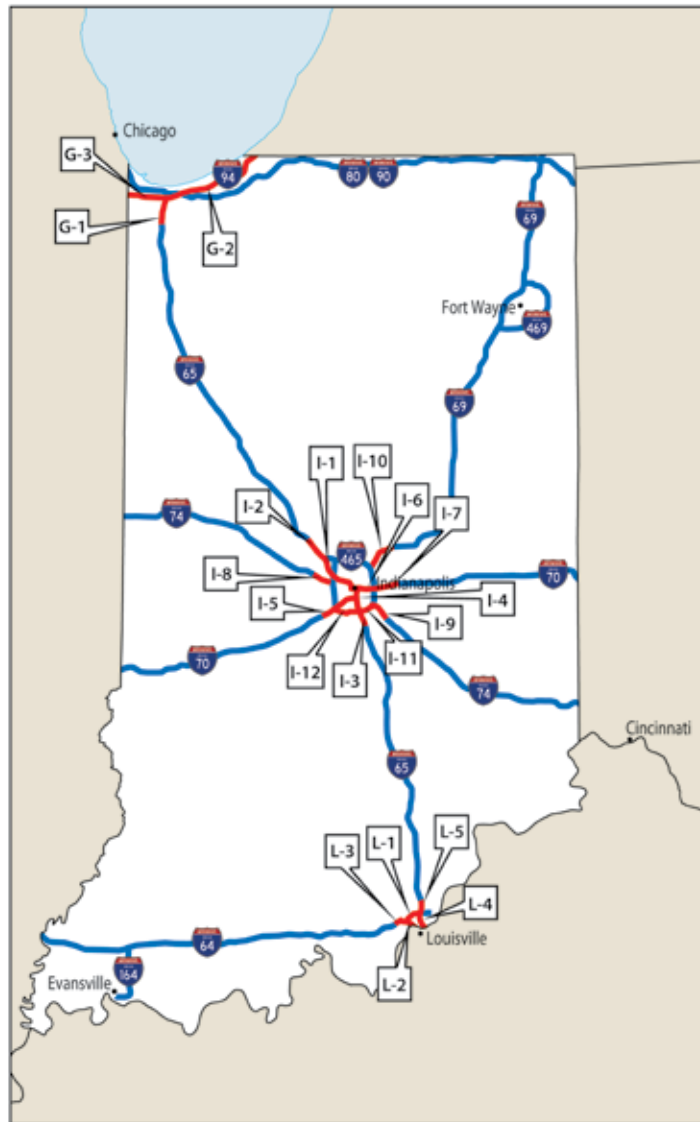 Chicago
G-3
94
80
90
G-1
G-2
69
Fort Wayne
469
65
69
I-1
I-10
I-2
I-6
74
I-7
465
I-8
Indianapolis
70
I-4
I-5
I-9
I-12
I-11
70
I-3
74
Cincinnati
65
L-3
L-1
L-5
L-4
Louisville
64
164
Evansville
L-2